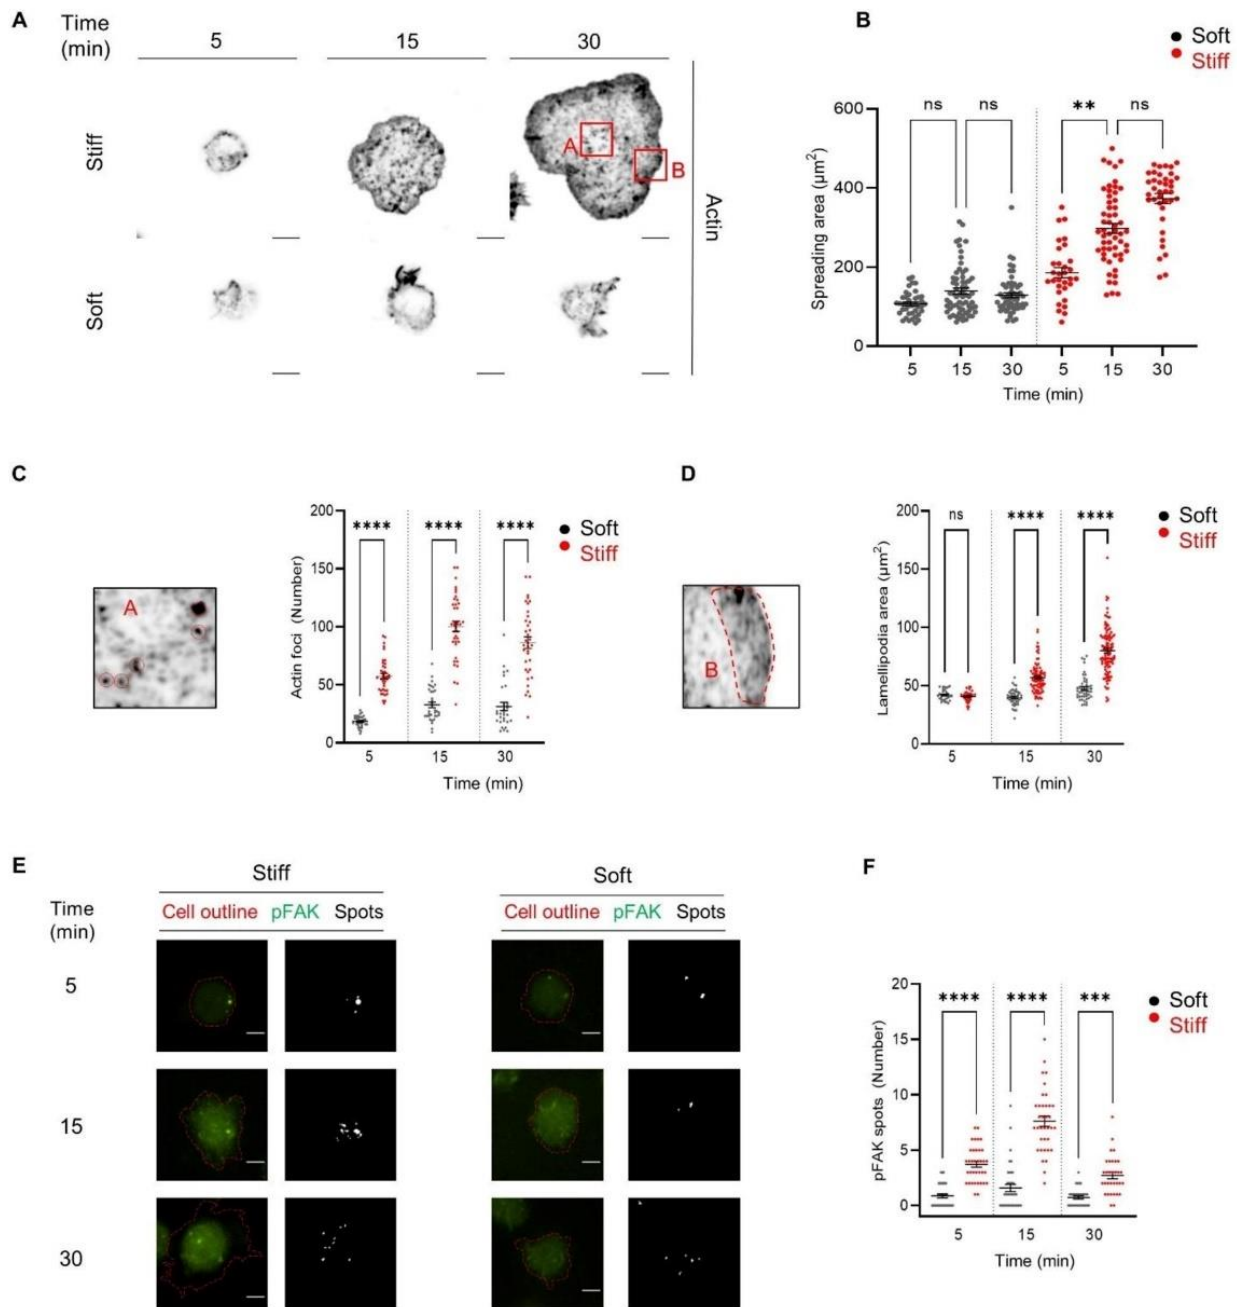 A
Time
(min)
5
15
30
Stiff
A
B
Soft
Actin
B
Soft
Stiff
600
400
200
0
Spreading area (µm²)
ns
ns
**
ns
5
15
30
5
15
30
Time (min)
C
A
200
150
100
50
0
Actin foci (Number)
****
****
****
5
15
30
Time (min)
Soft
Stiff
D
B
200
150
100
50
0
Lamellipodia area (µm²)
ns
****
****
5
15
30
Time (min)
Soft
Stiff
E
Stiff
Soft
Time
(min)
Cell outline pFAK Spots
Cell outline pFAK Spots
5
15
30
F
20
15
10
5
0
pFAK spots (Number)
****
****
***
5
15
30
Time (min)
Soft
Stiff